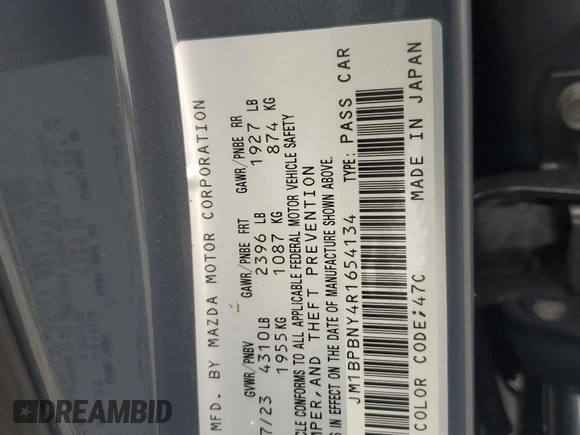 MFD. BY MAZDA MOTOR CORPORATION
GVWR/PNBV GAWR/PNBE FRT GAWR/PNBE RR
7/23 4310LB 2396 LB 1927 LB
1955KG 1087 KG 874 KG
CONFORMS TO ALL APPLICABLE FEDERAL MOTOR VEHICLE SAFETY
AND THEFT PREVENTION
IN EFFECT ON THE DATE OF MANUFACTURE SHOWN ABOVE.
JM1BPBNY4R1654134 TYPE: PASS CAR
COLOR CODE;47C MADE IN JAPAN
DREAMBID